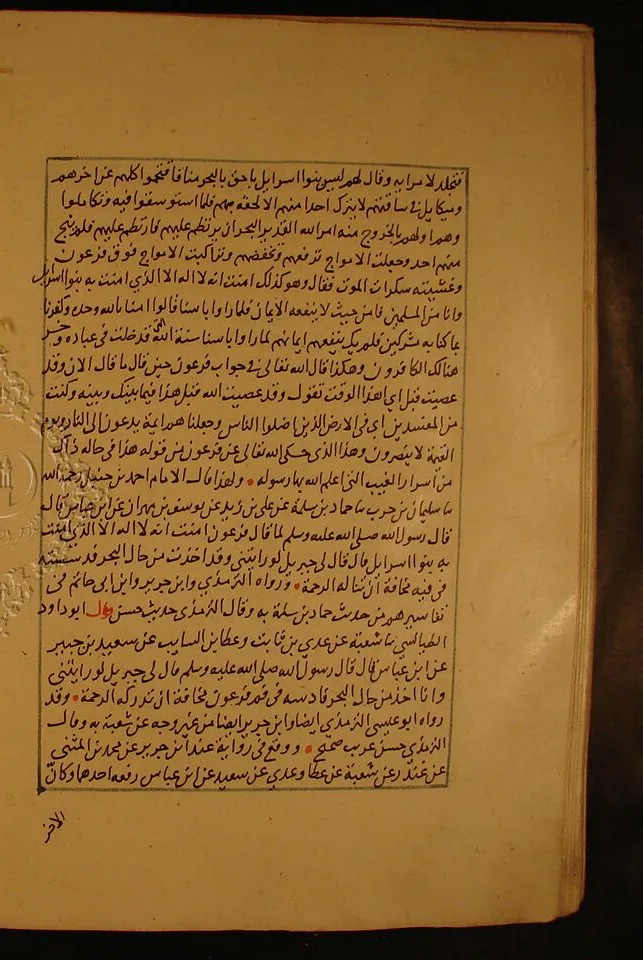 فتجلد لامرايه وقال لهم ليس بنوا اسرايل باحق بالبحر منا فاقتحموا كلهم عن اخرهم
وميكايل في ساقتهم لا يترك احدا منهم الا الحقه بهم فلما استوسقوا فيه وتكاملوا
وهم اولهم بالخروج منه امر الله القدير البحر ان يرتطم عليهم فارتطم عليهم فلم ينج
منهم احد وجعلت الامواج ترفعهم وتخفضهم وتراكمت الامواج فوق فرعون
وغشيته سكرات الموت فقال وهو كذلك امنت انه لا اله الا الذي امنت به بنوا اسرايل
وانا من المسلمين فامن حيث لا ينفعه الايمان فلما راوا باسنا قالوا امنا بالله وحده وكفرنا
بما كنا به مشركين فلم يك ينفعهم ايمانهم لما راوا باسنا سنة الله التي قد خلت في عباده وخسر
هنالك الكافرون وهكذا قال الله تعالى في جواب فرعون حين قال ما قال الان وقد
عصيت قبل اي اهذا الوقت تقول وقد عصيت الله قبل هذا فيما بينك وبينه وكنت
من المفسدين اي في الارض الذين اضلوا الناس وجعلناهم ايمة يدعون الى النار ويوم
القيمة لا ينصرون وهذا الذي حكى الله تعالى عن فرعون من قوله هذا في حاله ذاك
من اسرار الغيب التي اعلم الله بها رسوله • ولهذا قال الامام احمد بن حنبل رحمه الله
سا سليمان بن حرب سا حماد بن سلمة عن علي بن زيد عن يوسف بن مهران عن ابن عباس قال
قال رسول الله صلى الله عليه وسلم لما قال فرعون امنت انه لا اله الا الذي امنت
به بنوا اسرايل قال قال لي جبريل لو رايتني وقد اخذت من حال البحر فدسسته
في فيه مخافة ان تناله الرحمة • ورواه الترمذي وابن جرير وابن ابي حاتم في
تفاسيرهم من حديث حماد بن سلمة به وقال الترمذي حديث حسن وقال ابو داود
الطيالسي سا شعبة عن عدي بن ثابت وعطا بن السايب عن سعيد بن جبير
عن ابن عباس قال قال رسول الله صلى الله عليه وسلم قال لي جبريل لو رايتني
وانا اخذ من حال البحر فادسه في فم فرعون مخافة ان تدركه الرحمة • وقد
رواه ابو عيسى الترمذي ايضا وابن جرير ايضا من غير وجه عن شعبة به وقال
الترمذي حسن غريب صحيح • ووقع في رواية عند ابن جرير عن محمد بن المثنى
عن غندر عن شعبة عن عطا وعدي عن سعيد عن ابن عباس رفعه احدهما وكانّ
الاخر